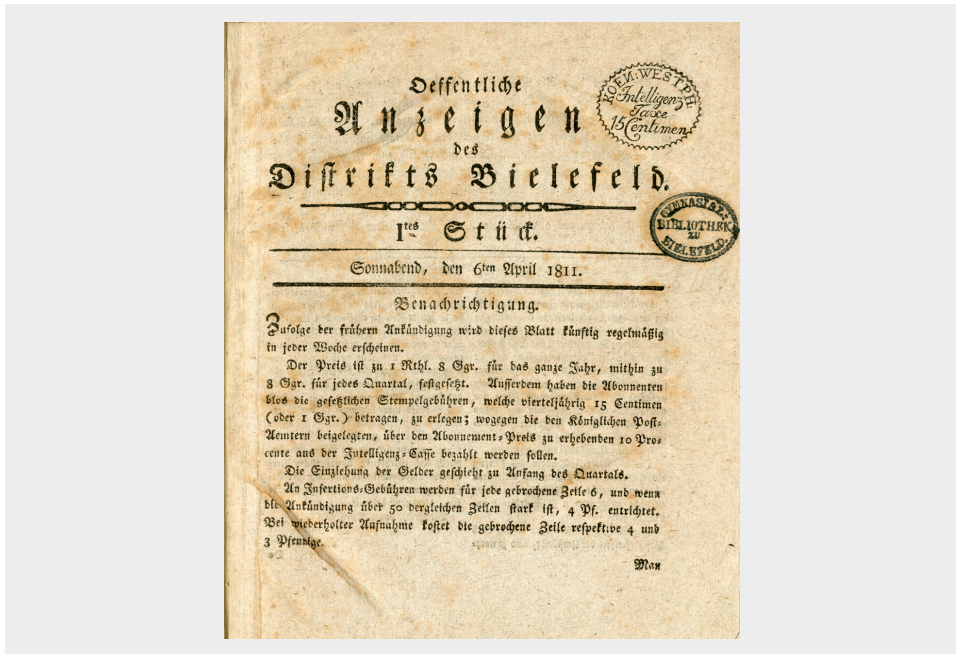 Oeffentliche
Anzeigen
des
Distrikts Bielefeld.
KOEN: WESTPH:
Intelligenz
Taxe
15 Centimen
GYMNASIAL-
BIBLIOTHEK
ZU
BIELEFELD.
Ites Stück.
Sonnabend, den 6ten April 1811.
Benachrichtigung.
Zufolge der frühern Ankündigung wird dieses Blatt künftig regelmäßig
in jeder Woche erscheinen.
Der Preis ist zu 1 Rthl. 8 Ggr. für das ganze Jahr, mithin zu
8 Ggr. für jedes Quartal, festgesetzt. Ausserdem haben die Abonnenten
blos die gesetzlichen Stempelgebühren, welche vierteljährig 15 Centimen
(oder 1 Ggr.) betragen, zu erlegen; wogegen die den Königlichen Post-
Aemtern beigelegten, über den Abonnement-Preis zu erhebenden 10 Pro-
cente aus der Intelligenz-Casse bezahlt werden sollen.
Die Einziehung der Gelder geschieht zu Anfang des Quartals.
An Insertions-Gebühren werden für jede gebrochene Zeile 6, und wenn
die Ankündigung über 50 dergleichen Zeilen stark ist, 4 Pf. entrichtet.
Bei wiederholter Aufnahme kostet die gebrochene Zeile respektive 4 und
3 Pfennige.
Man